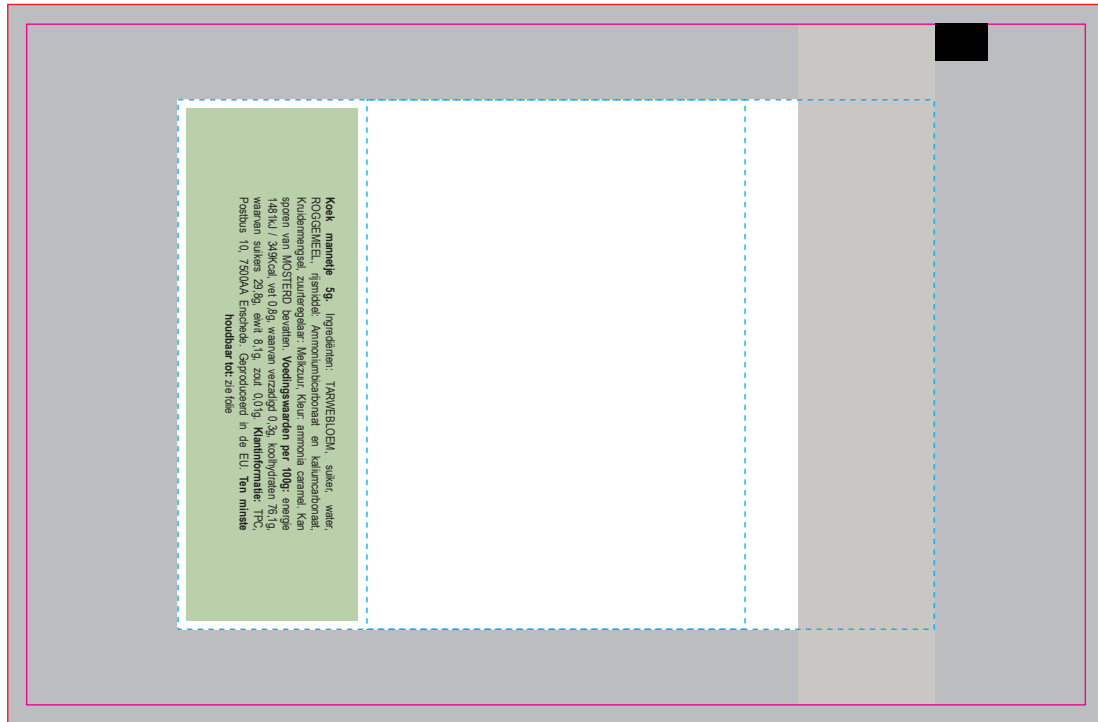 Koek mannetje 5g. Ingrediënten: TARWEBLOEM, suiker, water,
ROGGEMEEL, rijsmiddel: Ammoniumbicarbonaat en kaliumcarbonaat,
Kruidenmengsel, zuurteregelaar: Melkzuur, Kleur: ammonia caramel. Kan
sporen van MOSTERD bevatten. Voedingswaarden per 100g: energie
1481kJ / 349Kcal, vet 0,8g, waarvan verzadigd 0,3g, koolhydraten 76,1g,
waarvan suikers 29,8g, eiwit 8,1g, zout 0,01g. Klantinformatie: TPC,
Postbus 10, 7500AA Enschede. Geproduceerd in de EU. Ten minste
houdbaar tot: zie folie